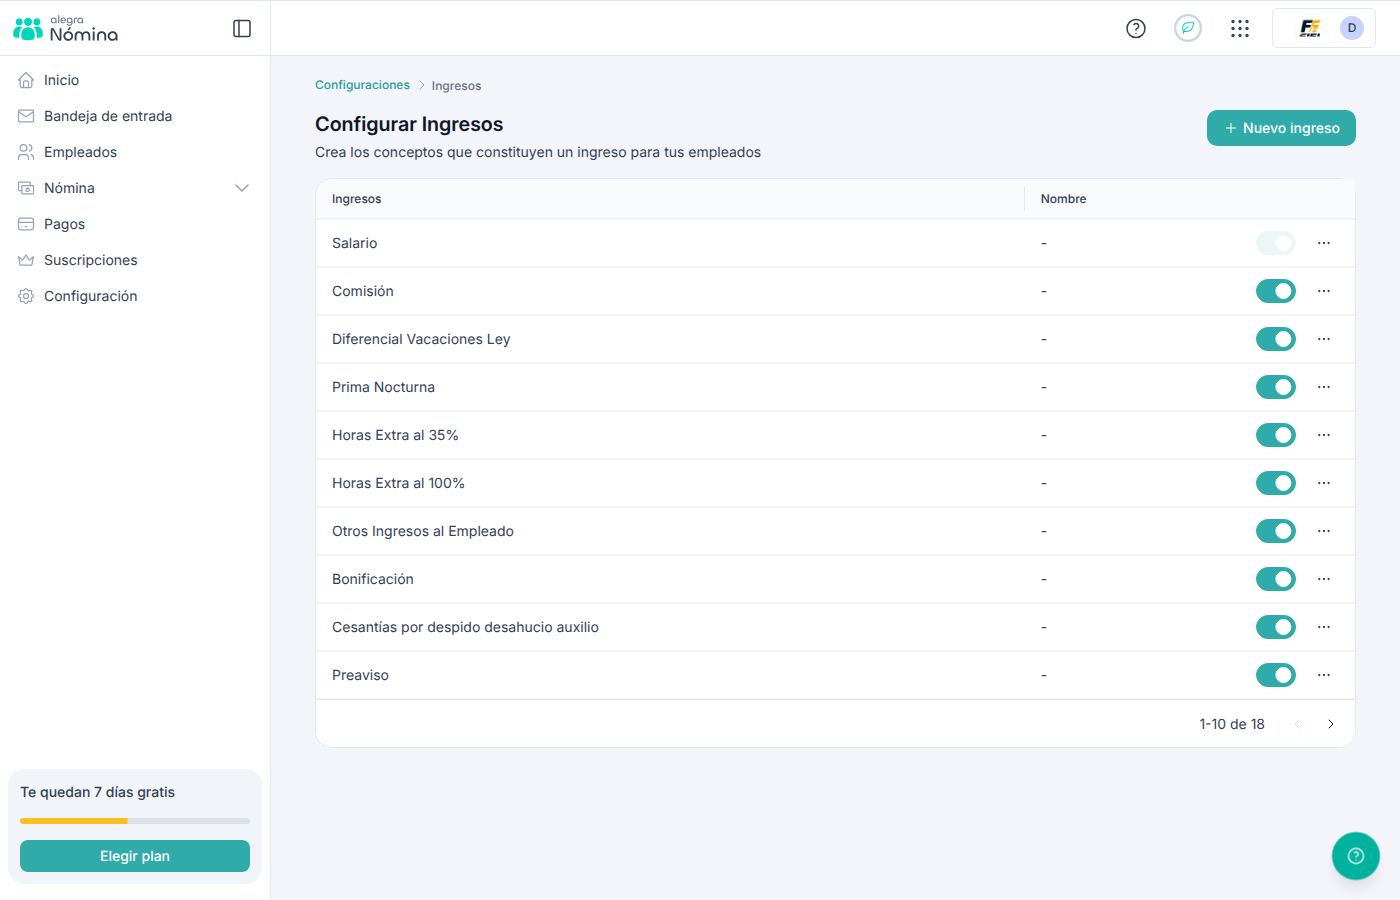 alegra
Nómina
D
Inicio
Bandeja de entrada
Empleados
Nómina
Pagos
Suscripciones
Configuración
Te quedan 7 días gratis
Elegir plan
Configuraciones > Ingresos
Configurar Ingresos
Crea los conceptos que constituyen un ingreso para tus empleados
+ Nuevo ingreso
Ingresos Nombre
Salario -
Comisión -
Diferencial Vacaciones Ley -
Prima Nocturna -
Horas Extra al 35% -
Horas Extra al 100% -
Otros Ingresos al Empleado -
Bonificación -
Cesantías por despido desahucio auxilio -
Preaviso -
1-10 de 18